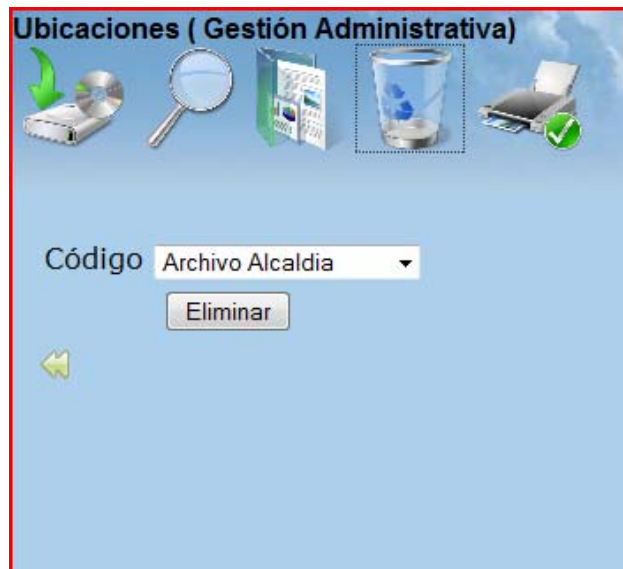 Ubicaciones ( Gestión Administrativa)
Código Archivo Alcaldia
Eliminar